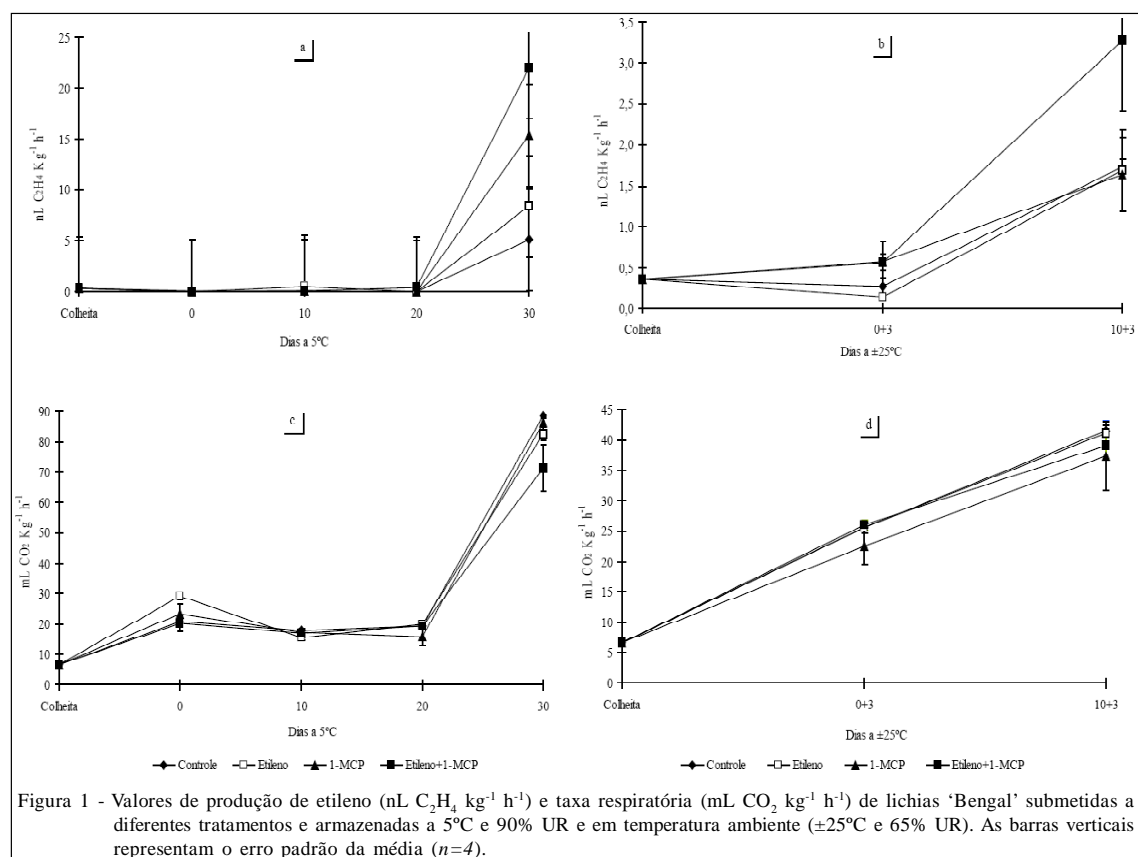 a
nL C₂H₄ Kg⁻¹ h⁻¹
25
20
15
10
5
0
Colheita 0 10 20 30
Dias a 5ºC
b
nL C₂H₄ Kg⁻¹ h⁻¹
3,5
3,0
2,5
2,0
1,5
1,0
0,5
0,0
Colheita 0+3 10+3
Dias a ±25ºC
c
mL CO₂ Kg⁻¹ h⁻¹
90
80
70
60
50
40
30
20
10
0
Colheita 0 10 20 30
Dias a 5ºC
d
mL CO₂ Kg⁻¹ h⁻¹
45
40
35
30
25
20
15
10
5
0
Colheita 0+3 10+3
Dias a ±25ºC
Controle Etileno 1-MCP Etileno+1-MCP
Controle Etileno 1-MCP Etileno+1-MCP
Figura 1 - Valores de produção de etileno (nL C₂H₄ kg⁻¹ h⁻¹) e taxa respiratória (mL CO₂ kg⁻¹ h⁻¹) de lichias ‘Bengal’ submetidas a
diferentes tratamentos e armazenadas a 5ºC e 90% UR e em temperatura ambiente (±25ºC e 65% UR). As barras verticais
representam o erro padrão da média (n=4).